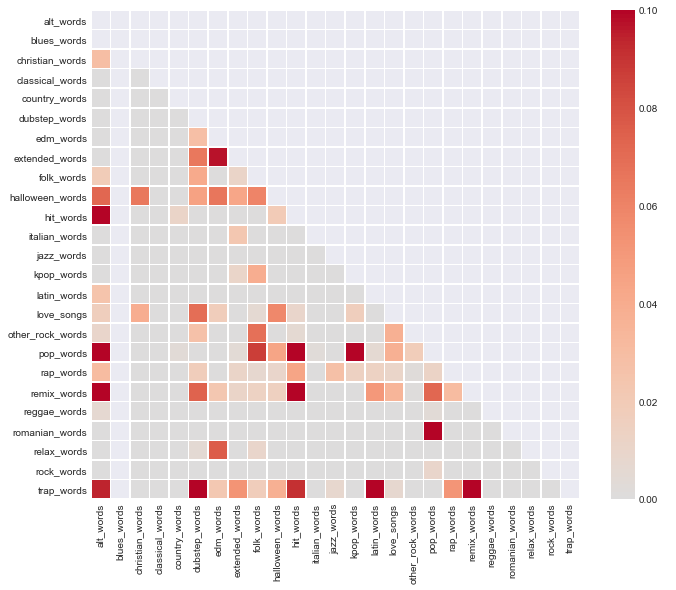 alt_words
blues_words
christian_words
classical_words
country_words
dubstep_words
edm_words
extended_words
folk_words
halloween_words
hit_words
italian_words
jazz_words
kpop_words
latin_words
love_songs
other_rock_words
pop_words
rap_words
remix_words
reggae_words
romanian_words
relax_words
rock_words
trap_words
alt_words
blues_words
christian_words
classical_words
country_words
dubstep_words
edm_words
extended_words
folk_words
halloween_words
hit_words
italian_words
jazz_words
kpop_words
latin_words
love_songs
other_rock_words
pop_words
rap_words
remix_words
reggae_words
romanian_words
relax_words
rock_words
trap_words
0.10
0.08
0.06
0.04
0.02
0.00